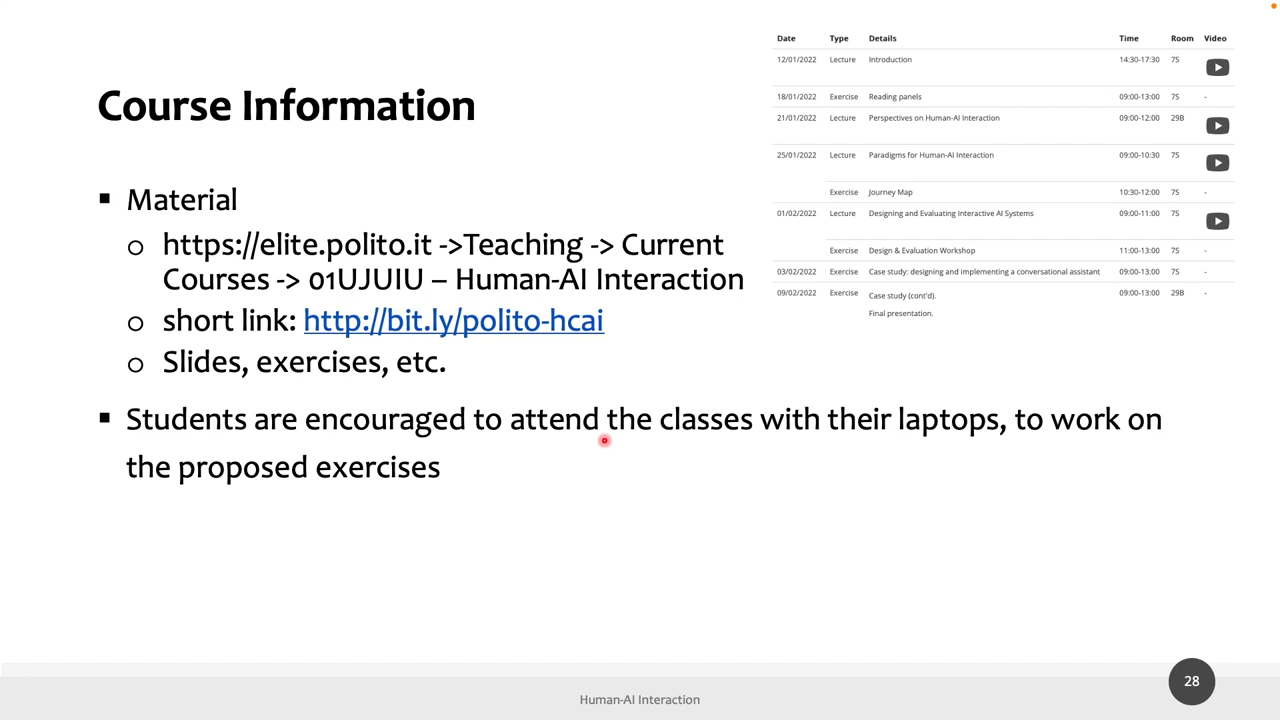 Course Information
▪ Material
o https://elite.polito.it ->Teaching -> Current
Courses -> 01UJUIU – Human-AI Interaction
o short link: http://bit.ly/polito-hcai
o Slides, exercises, etc.
▪ Students are encouraged to attend the classes with their laptops, to work on
the proposed exercises
Date Type Details Time Room Video
12/01/2022 Lecture Introduction 14:30-17:30 7S
18/01/2022 Exercise Reading panels 09:00-13:00 7S -
21/01/2022 Lecture Perspectives on Human-AI Interaction 09:00-12:00 29B
25/01/2022 Lecture Paradigms for Human-AI Interaction 09:00-10:30 7S
Exercise Journey Map 10:30-12:00 7S -
01/02/2022 Lecture Designing and Evaluating Interactive AI Systems 09:00-11:00 7S
Exercise Design & Evaluation Workshop 11:00-13:00 7S -
03/02/2022 Exercise Case study: designing and implementing a conversational assistant 09:00-13:00 7S -
09/02/2022 Exercise Case study (cont'd). 09:00-13:00 29B -
Final presentation.
Human-AI Interaction
28